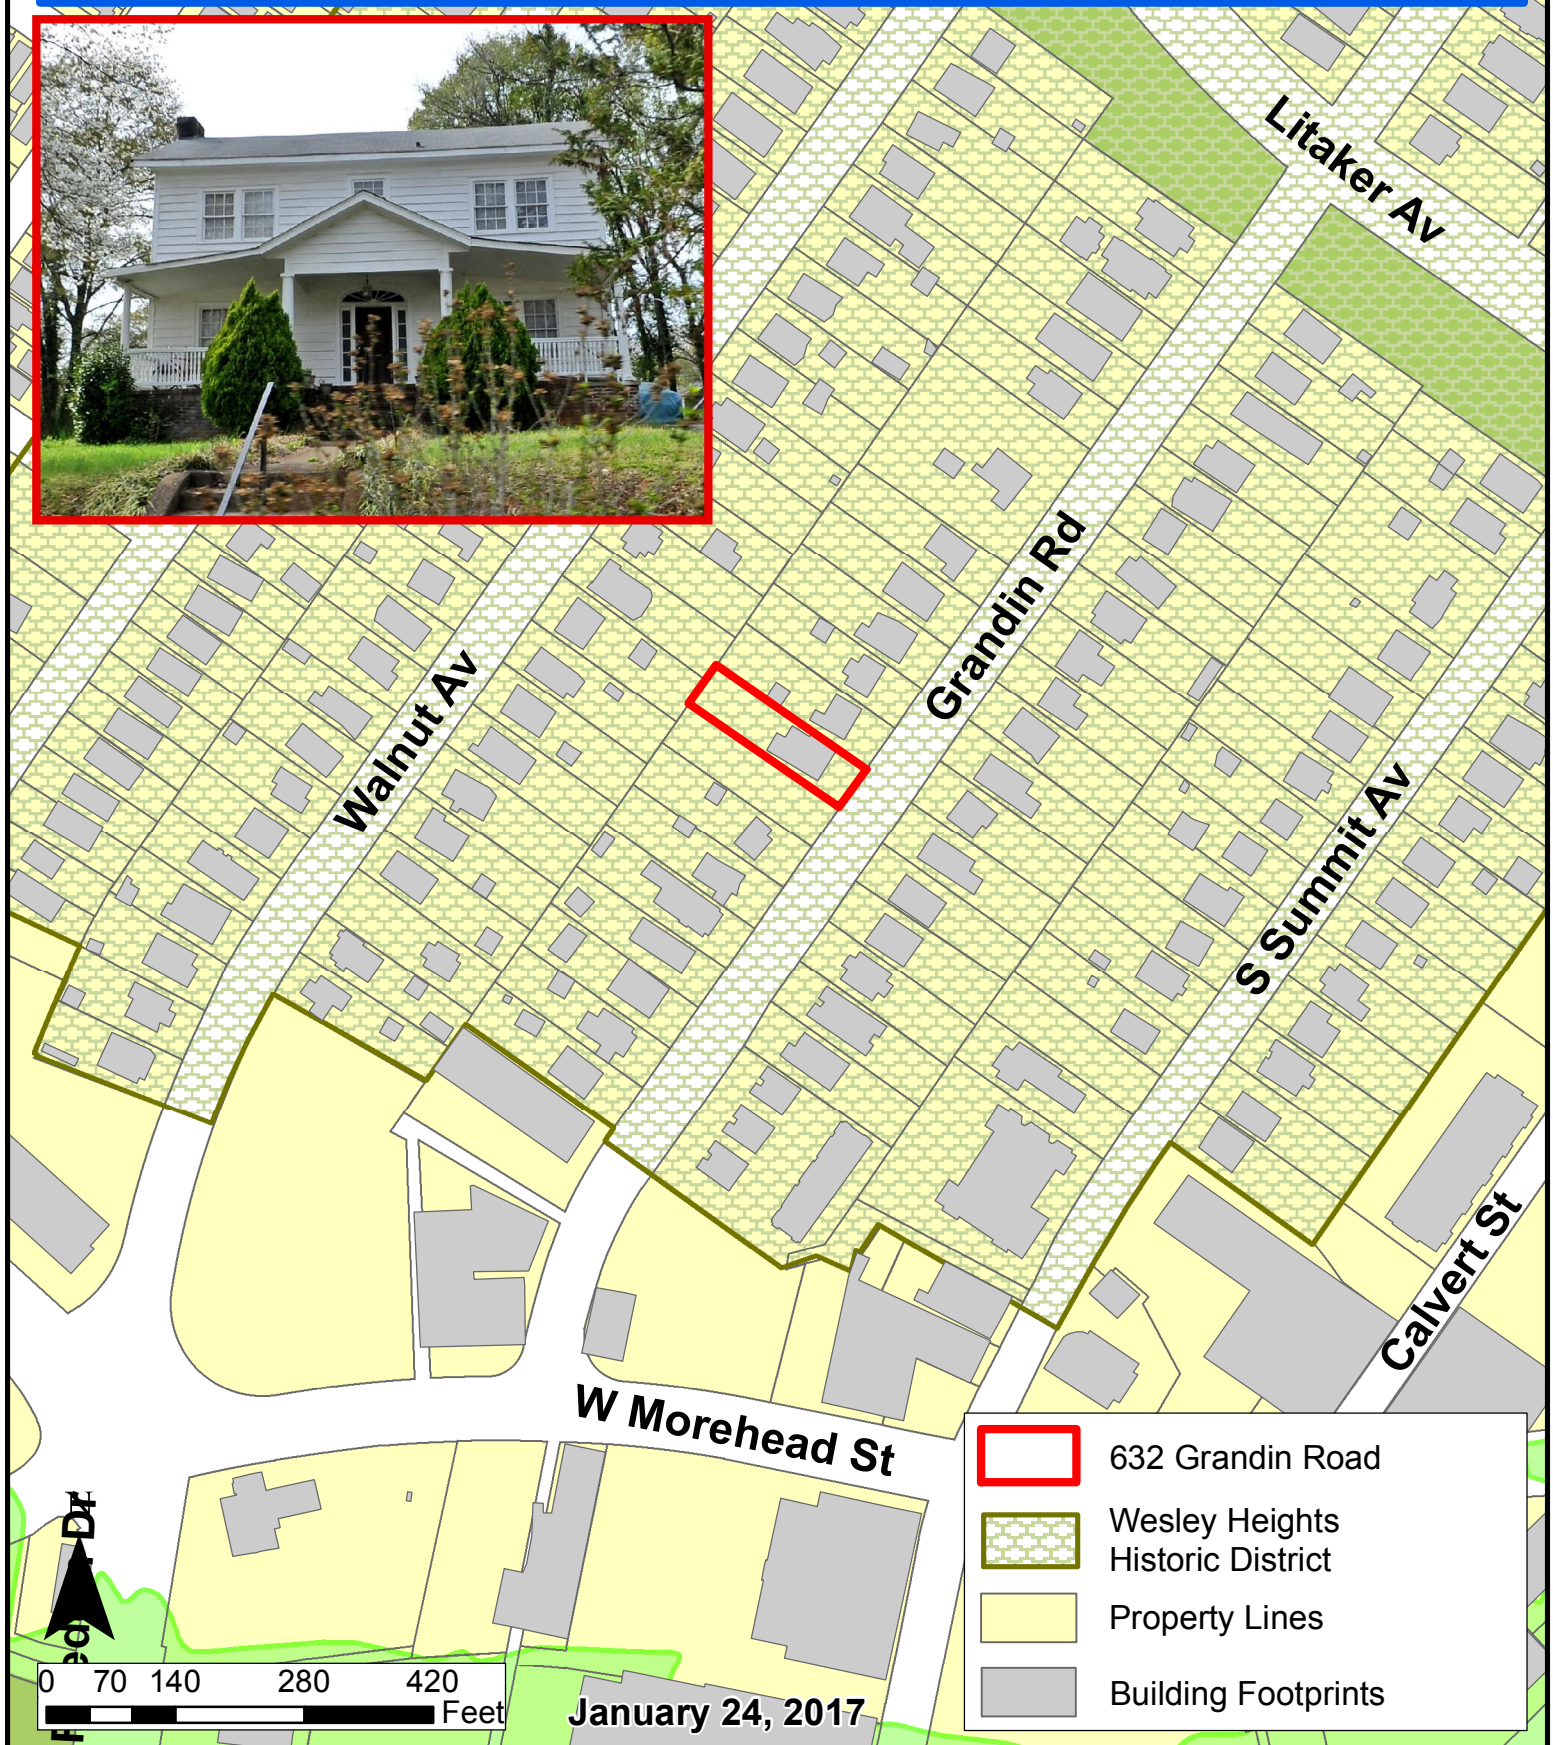 Litaker Av
Grandin Rd
Walnut Av
S Summit Av
Calvert St
W Morehead St
632 Grandin Road
Wesley Heights
Historic District
Property Lines
Building Footprints
Dr
0 70 140 280 420
Feet
January 24, 2017